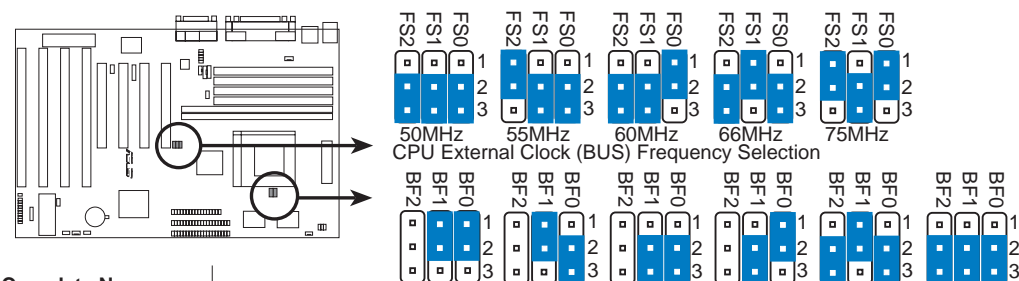 FS2 FS1 FS0 FS2 FS1 FS0 FS2 FS1 FS0 FS2 FS1 FS0 FS2 FS1 FS0
1 1 1 1 1
2 2 2 2 2
3 3 3 3 3
50MHz 55MHz 60MHz 66MHz 75MHz
CPU External Clock (BUS) Frequency Selection
BF2 BF1 BF0 BF2 BF1 BF0 BF2 BF1 BF0 BF2 BF1 BF0 BF2 BF1 BF0 BF2 BF1 BF0
1 1 1 1 1 1
2 2 2 2 2 2
3 3 3 3 3 3